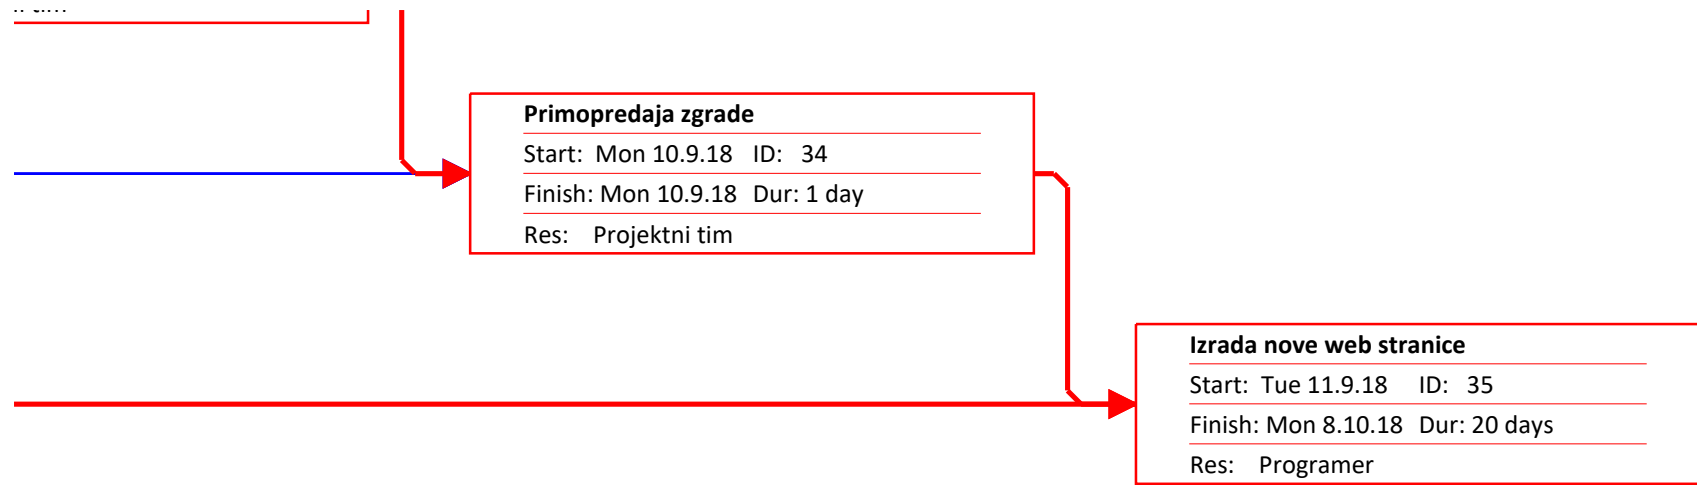 tim
Primopredaja zgrade
Start: Mon 10.9.18 ID: 34
Finish: Mon 10.9.18 Dur: 1 day
Res: Projektni tim
Izrada nove web stranice
Start: Tue 11.9.18 ID: 35
Finish: Mon 8.10.18 Dur: 20 days
Res: Programer